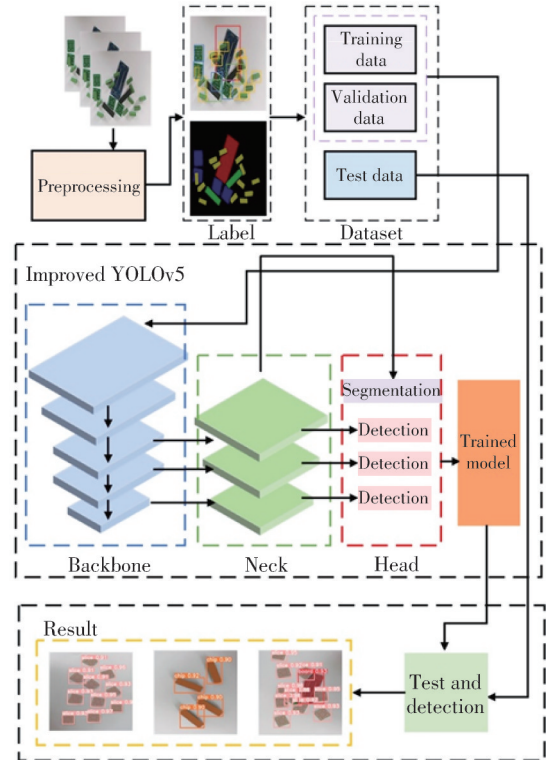 Training
data
Validation
data
Preprocessing
Test data
Label
Dataset
Improved YOLOv5
Segmentation
Detection
Detection
Detection
Trained
model
Backbone
Neck
Head
Result
Test and
detection